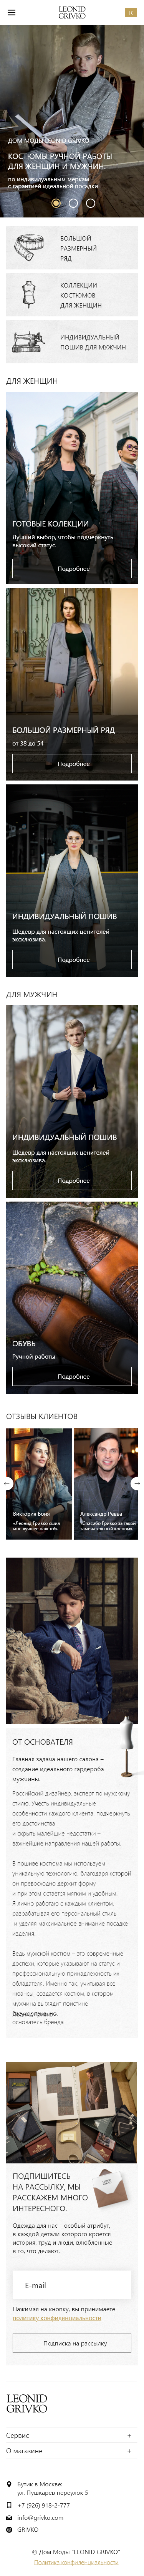 LEONID
GRIVKO
ДОМ МОДЫ LEONID GRIVKO
КОСТЮМЫ РУЧНОЙ РАБОТЫ
ДЛЯ ЖЕНЩИН И МУЖЧИН.
по индивидуальным меркам
с гарантией идеальной посадки
БОЛЬШОЙ
РАЗМЕРНЫЙ
РЯД
КОЛЛЕКЦИИ
КОСТЮМОВ
ДЛЯ ЖЕНЩИН
ИНДИВИДУАЛЬНЫЙ
ПОШИВ ДЛЯ МУЖЧИН
ДЛЯ ЖЕНЩИН
ГОТОВЫЕ КОЛЕКЦИИ
Лучший выбор, чтобы подчеркнуть
высокий статус.
Подробнее
БОЛЬШОЙ РАЗМЕРНЫЙ РЯД
от 38 до 54
Подробнее
ИНДИВИДУАЛЬНЫЙ ПОШИВ
Шедевр для настоящих ценителей
эксклюзива.
Подробнее
ДЛЯ МУЖЧИН
ИНДИВИДУАЛЬНЫЙ ПОШИВ
Шедевр для настоящих ценителей
эксклюзива.
Подробнее
ОБУВЬ
Ручной работы
Подробнее
ОТЗЫВЫ КЛИЕНТОВ
Виктория Боня
«Леонид Гривко сшил
мне лучшее пальто!»
Александр Ревва
«Спасибо Гривко за такой
замечательный костюм»
ОТ ОСНОВАТЕЛЯ
Главная задача нашего салона –
создание идеального гардероба
мужчины.
Российский дизайнер, эксперт по мужскому
стилю. Учесть индивидуальные
особенности каждого клиента, подчеркнуть
его достоинства
и скрыть малейшие недостатки –
важнейшие направления нашей работы.
В пошиве костюма мы используем
уникальную технологию, благодаря которой
он превосходно держит форму
и при этом остается мягким и удобным.
Я лично работаю с каждым клиентом,
разрабатывая его персональный стиль
и уделяя максимальное внимание посадке
изделия.
Ведь мужской костюм – это современные
доспехи, которые указывают на статус и
профессиональную принадлежность их
обладателя. Именно так, учитывая все
нюансы, создается костюм, в котором
мужчина выглядит поистине
Леонид Гривко
основатель бренда
ПОДПИШИТЕСЬ
НА РАССЫЛКУ, МЫ
РАССКАЖЕМ МНОГО
ИНТЕРЕСНОГО.
Одежда для нас – особый атрибут,
в каждой детали которого кроется
история, труд и люди, влюбленные
в то, что делают.
E-mail
Нажимая на кнопку, вы принимаете
политику конфиденциальности
Подписка на рассылку
LEONID
GRIVKO
Сервис +
О магазине +
Бутик в Москве:
ул. Пушкарев переулок 5
+7 (926) 918-2-777
info@grivko.com
GRIVKO
© Дом Моды "LEONID GRIVKO"
Политика конфиденциальности